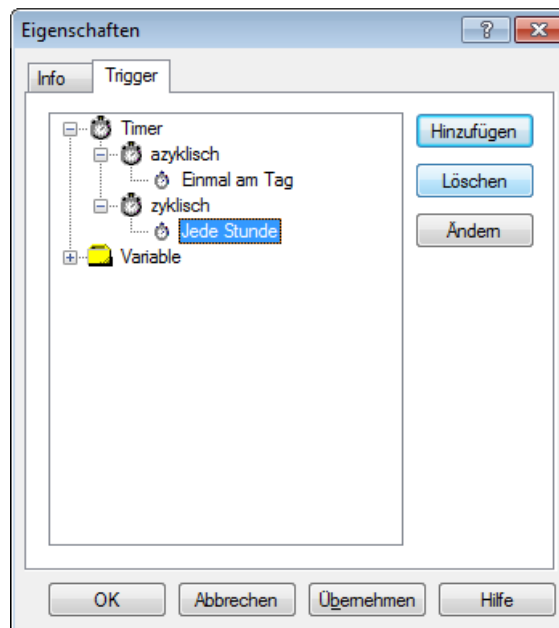 Eigenschaften
Info
Trigger
Timer
azyklisch
Einmal am Tag
zyklisch
Jede Stunde
Variable
Hinzufügen
Löschen
Ändern
OK
Abbrechen
Übernehmen
Hilfe